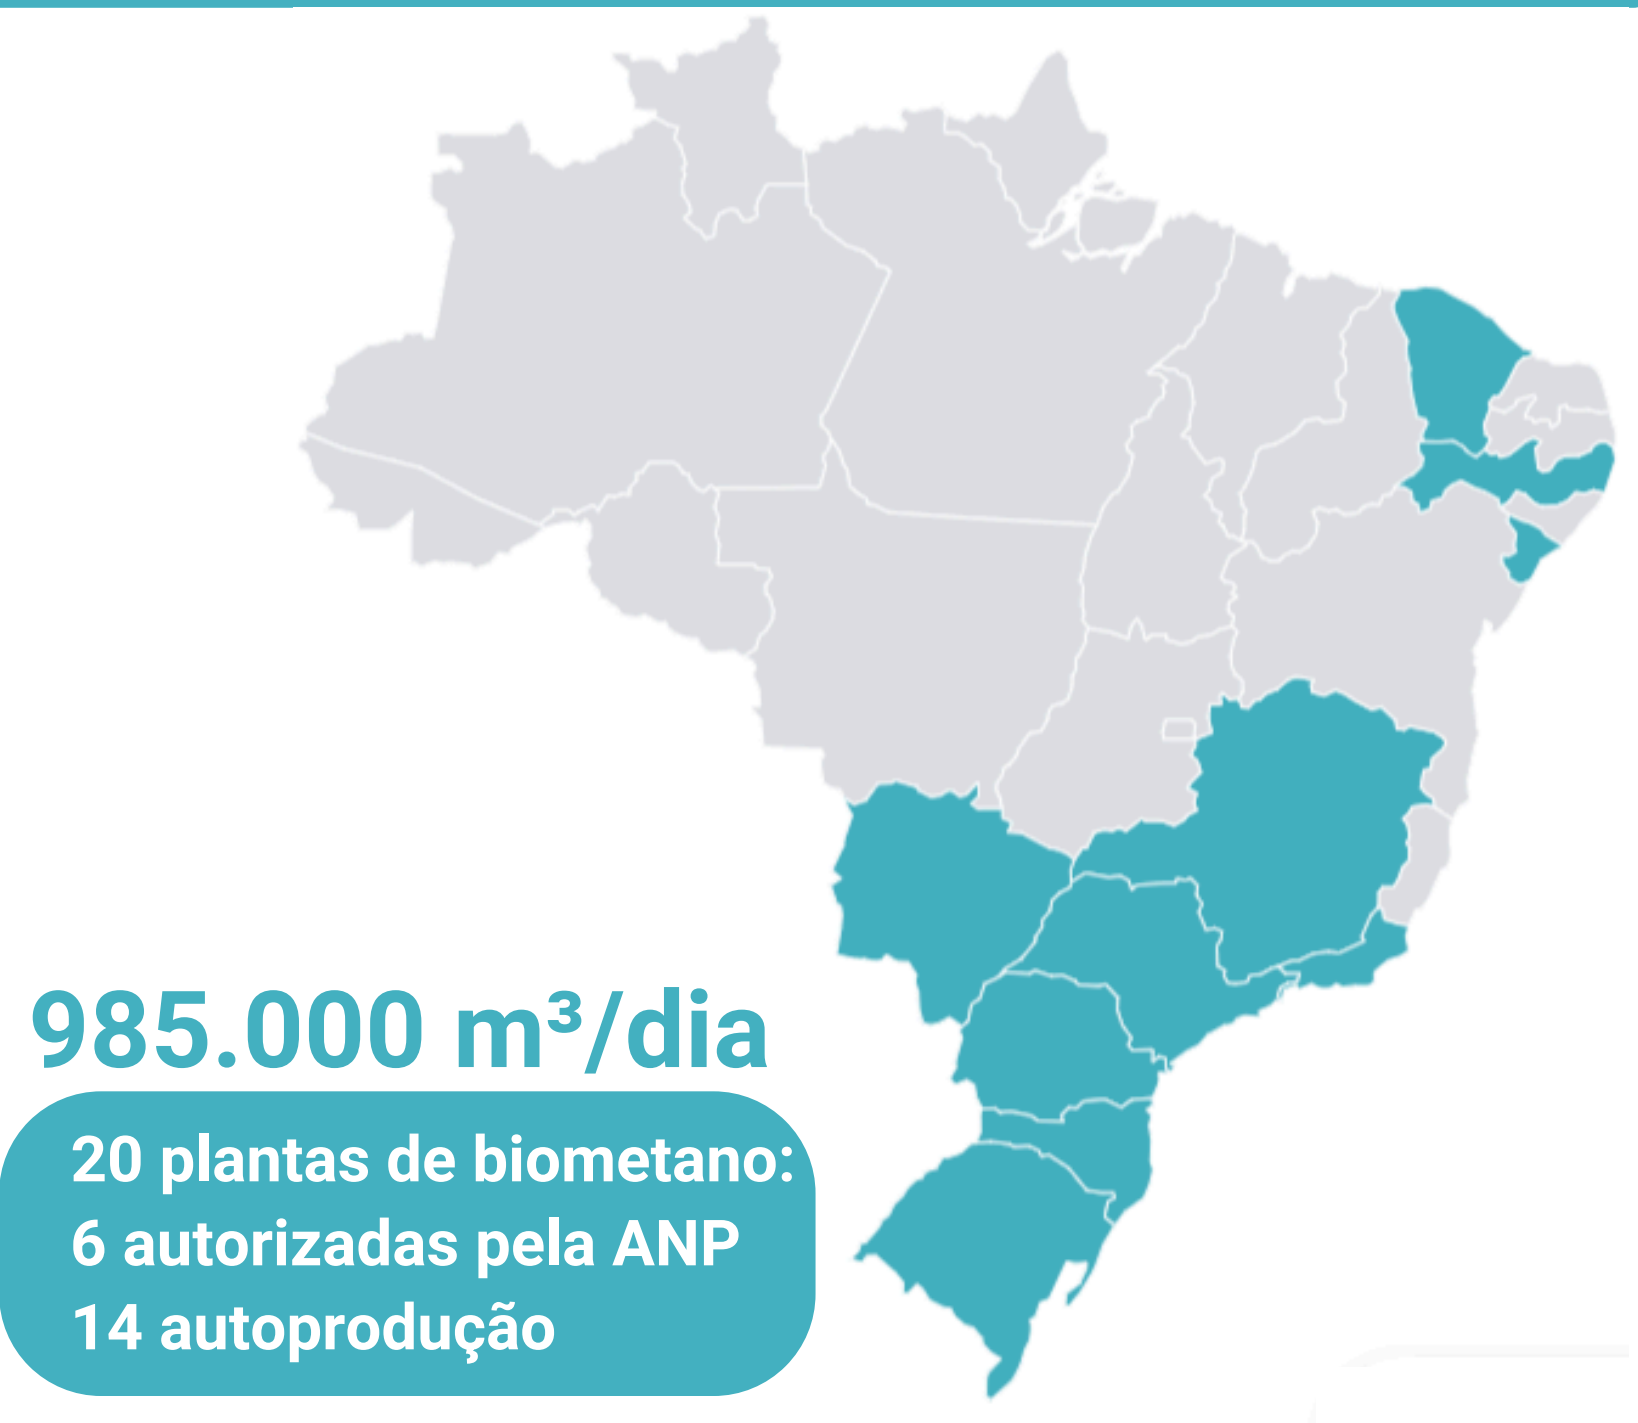 985.000 m³/dia
20 plantas de biometano:
6 autorizadas pela ANP
14 autoprodução